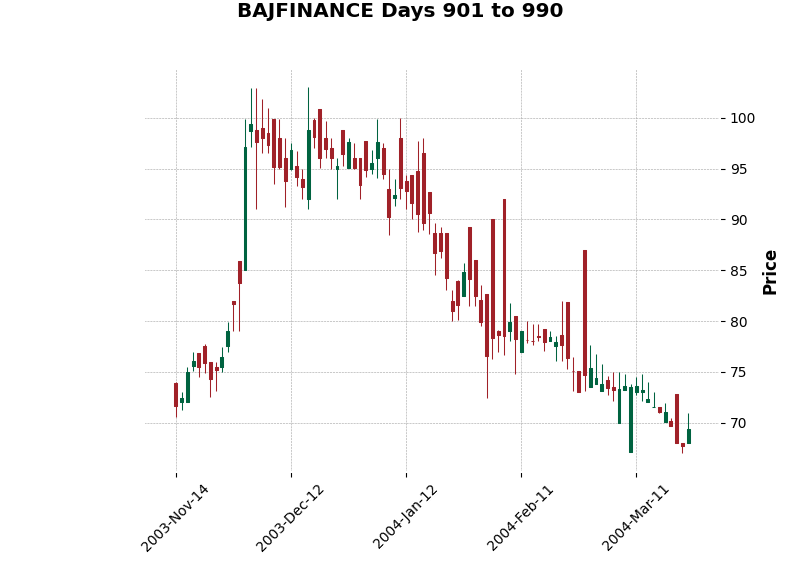 BAJFINANCE Days 901 to 990
100
95
90
85
80
75
70
Price
2003-Nov-14
2003-Dec-12
2004-Jan-12
2004-Feb-11
2004-Mar-11